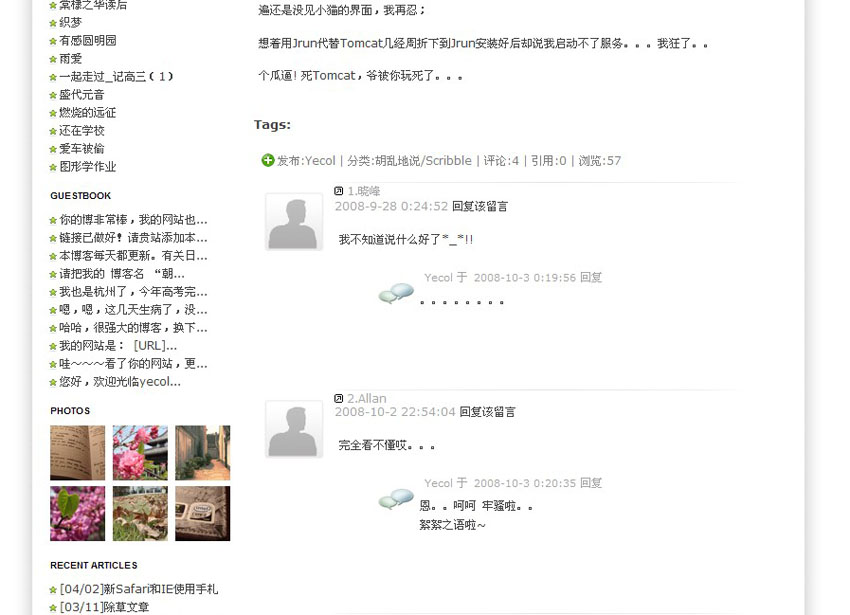 棠棣之华读后
织梦
有感圆明园
雨爱
一起走过_记高三(1)
盛代元音
燃烧的远征
还在学校
爱车被偷
图形学作业
GUESTBOOK
你的博非常棒，我的网站也...
链接已做好！请贵站添加本...
本博客每天都更新。有关日...
请把我的 博客名 “朝...
我也是杭州了，今年高考完...
嗯，嗯，这几天生病了，没...
哈哈，很强大的博客，换下...
我的网站是： [URL]...
哇～～～看了你的网站，更...
您好，欢迎光临yecol...
PHOTOS
RECENT ARTICLES
[04/02]新Safari和IE使用手札
[03/11]除草文章
遍还是没见小猫的界面，我再忍；
想着用Jrun代替Tomcat几经周折下到Jrun安装好后却说我启动不了服务。。。我狂了。。
个瓜逼! 死Tomcat，爷被你玩死了。。。
Tags:
发布:Yecol | 分类:胡乱地说/Scribble | 评论:4 | 引用:0 | 浏览:57
1.晓峰
2008-9-28 0:24:52 回复该留言
我不知道说什么好了*_*!!
Yecol 于 2008-10-3 0:19:56 回复
。。。。。。。。
2.Allan
2008-10-2 22:54:04 回复该留言
完全看不懂哎。。。
Yecol 于 2008-10-3 0:20:35 回复
恩。。呵呵 牢骚啦。。
絮絮之语啦~